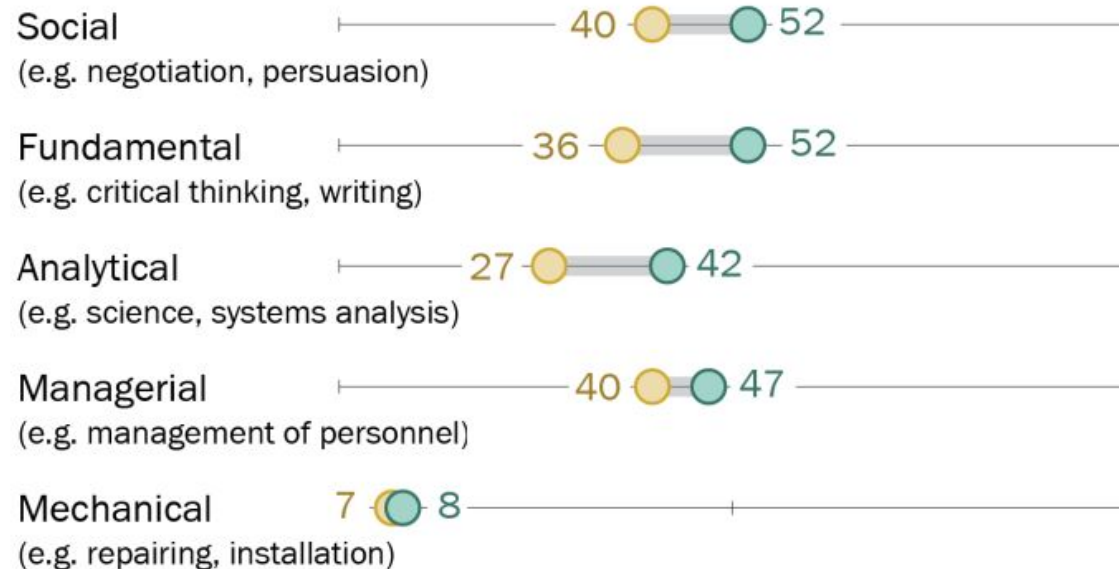 Social 40 52
(e.g. negotiation, persuasion)
Fundamental 36 52
(e.g. critical thinking, writing)
Analytical 27 42
(e.g. science, systems analysis)
Managerial 40 47
(e.g. management of personnel)
Mechanical 7 8
(e.g. repairing, installation)